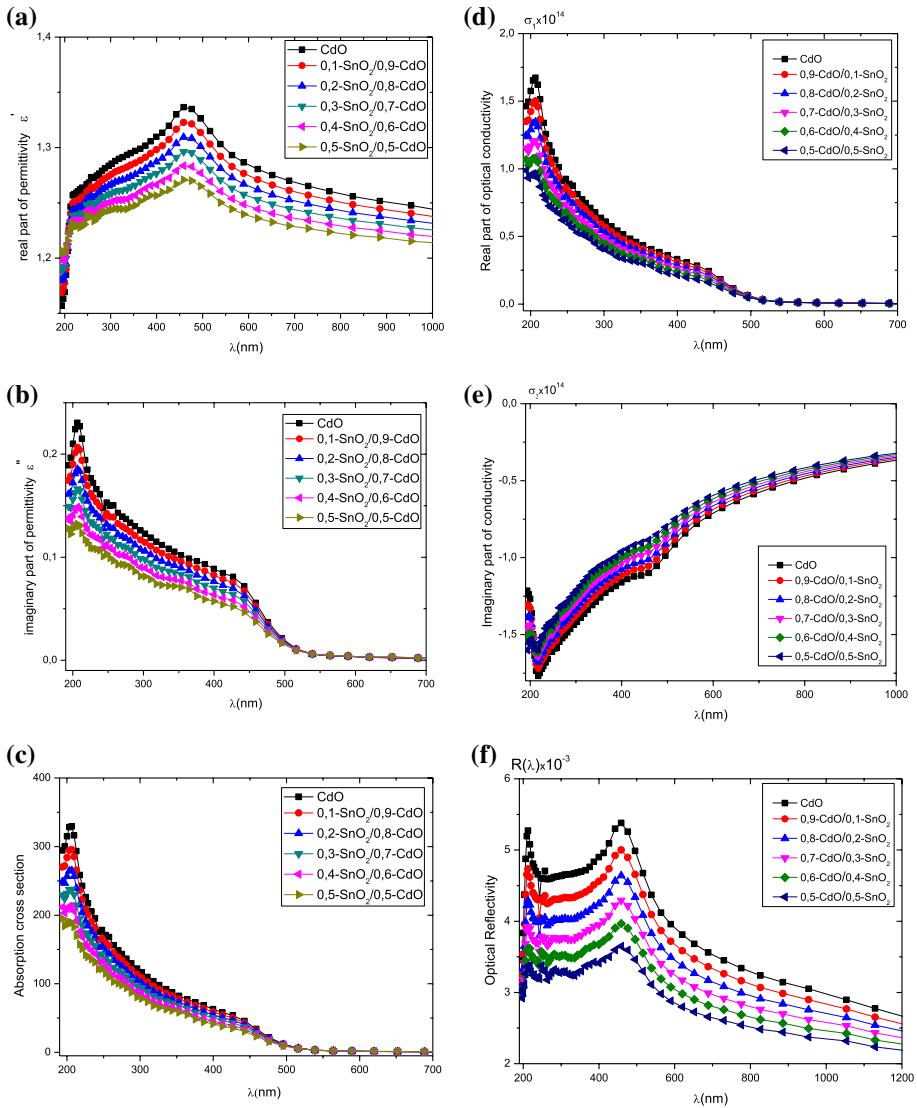 (a)
1,4
1,3
1,2
real part of permittivity ε'
CdO
0,1-SnO₂/0,9-CdO
0,2-SnO₂/0,8-CdO
0,3-SnO₂/0,7-CdO
0,4-SnO₂/0,6-CdO
0,5-SnO₂/0,5-CdO
200 300 400 500 600 700 800 900 1000
λ(nm)
(b)
0,2
0,1
0,0
imaginary part of permittivity ε"
CdO
0,1-SnO₂/0,9-CdO
0,2-SnO₂/0,8-CdO
0,3-SnO₂/0,7-CdO
0,4-SnO₂/0,6-CdO
0,5-SnO₂/0,5-CdO
200 300 400 500 600 700
λ(nm)
(c)
400
350
300
250
200
150
100
50
0
Absorption cross section
CdO
0,1-SnO₂/0,9-CdO
0,2-SnO₂/0,8-CdO
0,3-SnO₂/0,7-CdO
0,4-SnO₂/0,6-CdO
0,5-SnO₂/0,5-CdO
200 300 400 500 600 700
λ(nm)
(d)
σ₁x10¹⁴
2,0
1,5
1,0
0,5
0,0
Real part of optical conductivity
CdO
0,9-CdO/0,1-SnO₂
0,8-CdO/0,2-SnO₂
0,7-CdO/0,3-SnO₂
0,6-CdO/0,4-SnO₂
0,5-CdO/0,5-SnO₂
200 300 400 500 600 700
λ(nm)
(e)
σ₂x10¹⁴
0,0
-0,5
-1,0
-1,5
Imaginary part of conductivity
CdO
0,9-CdO/0,1-SnO₂
0,8-CdO/0,2-SnO₂
0,7-CdO/0,3-SnO₂
0,6-CdO/0,4-SnO₂
0,5-CdO/0,5-SnO₂
200 400 600 800 1000
λ(nm)
(f)
R(λ)x10⁻³
6
5
4
3
2
Optical Reflectivity
CdO
0,9-CdO/0,1-SnO₂
0,8-CdO/0,2-SnO₂
0,7-CdO/0,3-SnO₂
0,6-CdO/0,4-SnO₂
0,5-CdO/0,5-SnO₂
200 400 600 800 1000 1200
λ(nm)